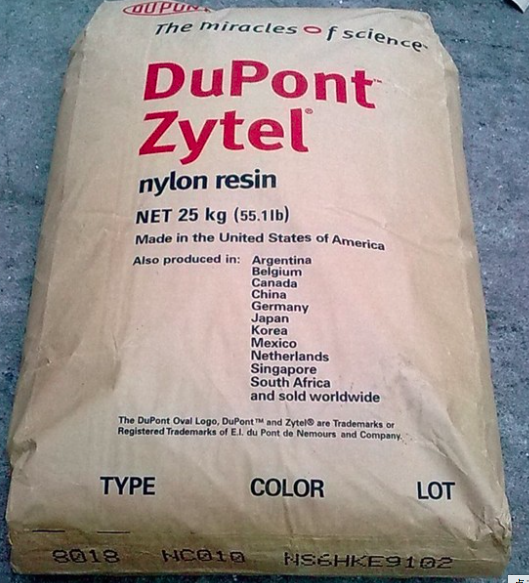 DUPONT
The miracles of science™
DuPont™
Zytel®
nylon resin
NET 25 kg (55.1lb)
Made in the United States of America
Also produced in: Argentina
Belgium
Canada
China
Germany
Japan
Korea
Mexico
Netherlands
Singapore
South Africa
and sold worldwide
The DuPont Oval Logo, DuPont™ and Zytel® are Trademarks or
Registered Trademarks of E.I. du Pont de Nemours and Company.
TYPE COLOR LOT
8018 NC010 NS6HKE9102